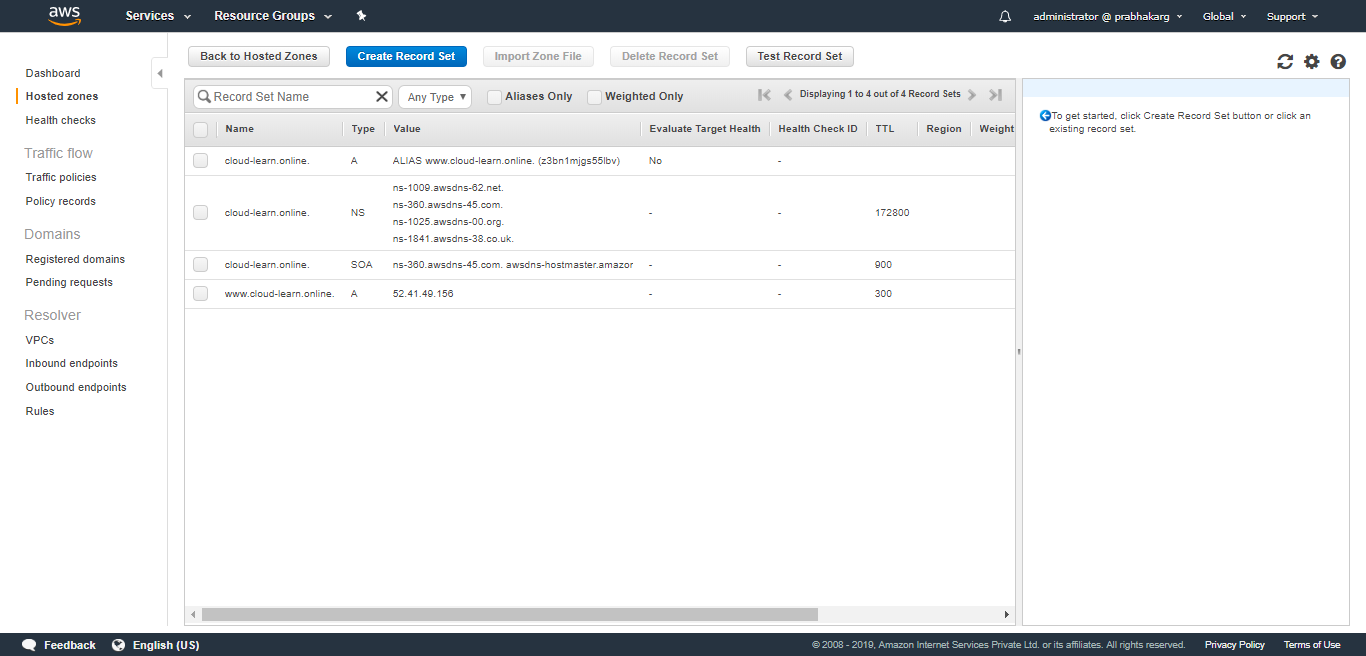 aws Services Resource Groups administrator @ prabhakarg Global Support
Back to Hosted Zones Create Record Set Import Zone File Delete Record Set Test Record Set
Dashboard
Hosted zones
Health checks
Traffic flow
Traffic policies
Policy records
Domains
Registered domains
Pending requests
Resolver
VPCs
Inbound endpoints
Outbound endpoints
Rules
Record Set Name Any Type Aliases Only Weighted Only Displaying 1 to 4 out of 4 Record Sets
Name Type Value Evaluate Target Health Health Check ID TTL Region Weight
cloud-learn.online. A ALIAS www.cloud-learn.online. (z3bn1mjgs55lbv) No -
cloud-learn.online. NS ns-1009.awsdns-62.net.
ns-360.awsdns-45.com.
ns-1025.awsdns-00.org.
ns-1841.awsdns-38.co.uk. - - 172800
cloud-learn.online. SOA ns-360.awsdns-45.com. awsdns-hostmaster.amazor - - 900
www.cloud-learn.online. A 52.41.49.156 - - 300
To get started, click Create Record Set button or click an
existing record set.
Feedback English (US) © 2008 - 2019, Amazon Internet Services Private Ltd. or its affiliates. All rights reserved. Privacy Policy Terms of Use